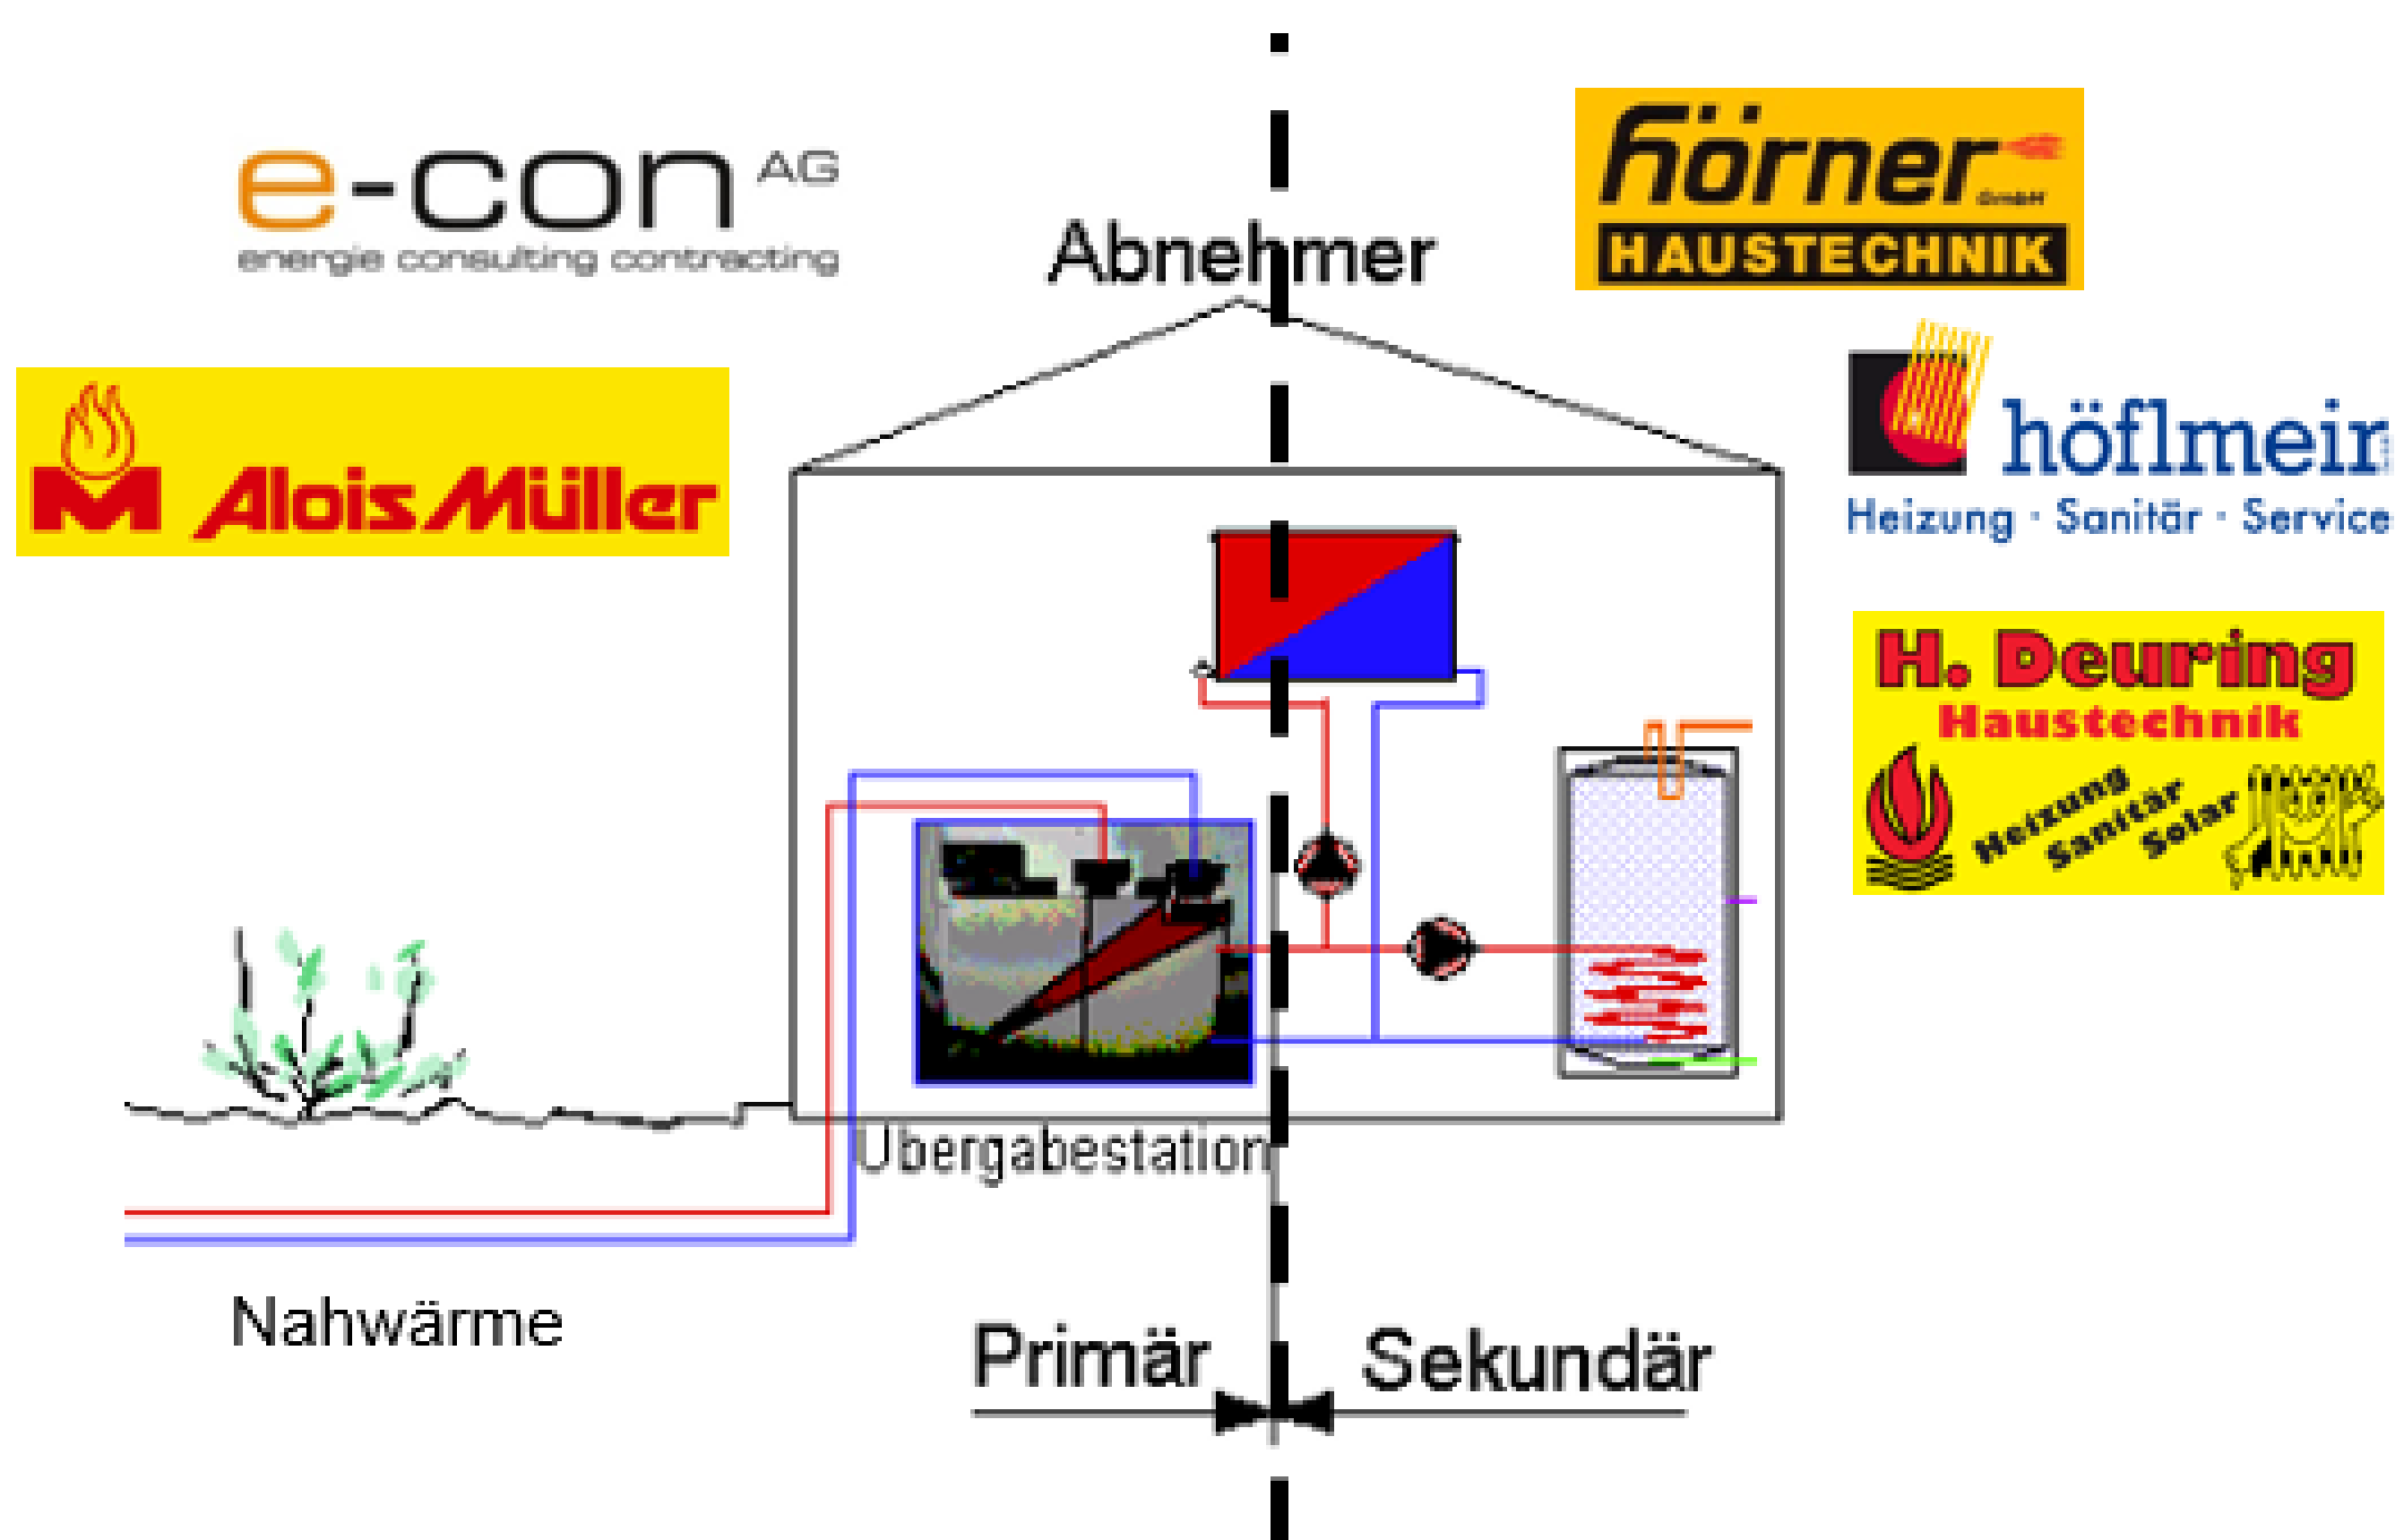 e-con AG
energie consulting contracting
Alois Müller
Abnehmer
hörner GmbH
HAUSTECHNIK
höflmeir
Heizung · Sanitär · Service
H. Deuring
Haustechnik
Heizung
Sanitär
Solar
Übergabestation
Nahwärme
Primär
Sekundär